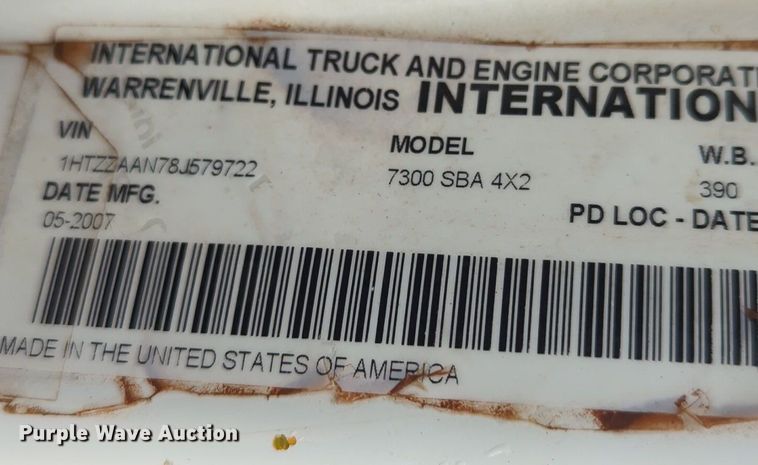 INTERNATIONAL TRUCK AND ENGINE CORPORATI
WARRENVILLE, ILLINOIS INTERNATION
VIN MODEL W.B.
1HTZZAAN78J579722 7300 SBA 4X2 390
DATE MFG. PD LOC - DATE
05-2007
MADE IN THE UNITED STATES OF AMERICA
Purple Wave Auction